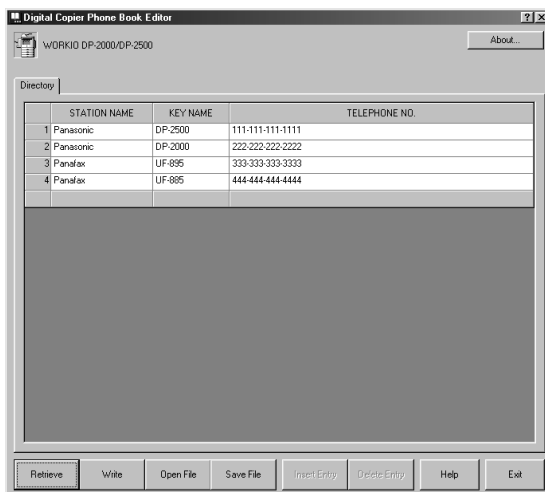 Digital Copier Phone Book Editor
WORKIO DP-2000/DP-2500
About...
Directory
STATION NAME KEY NAME TELEPHONE NO.
1 Panasonic DP-2500 111-111-111-1111
2 Panasonic DP-2000 222-222-222-2222
3 Panafax UF-895 333-333-333-3333
4 Panafax UF-885 444-444-444-4444
Retrieve Write Open File Save File Insert Entry Delete Entry Help Exit